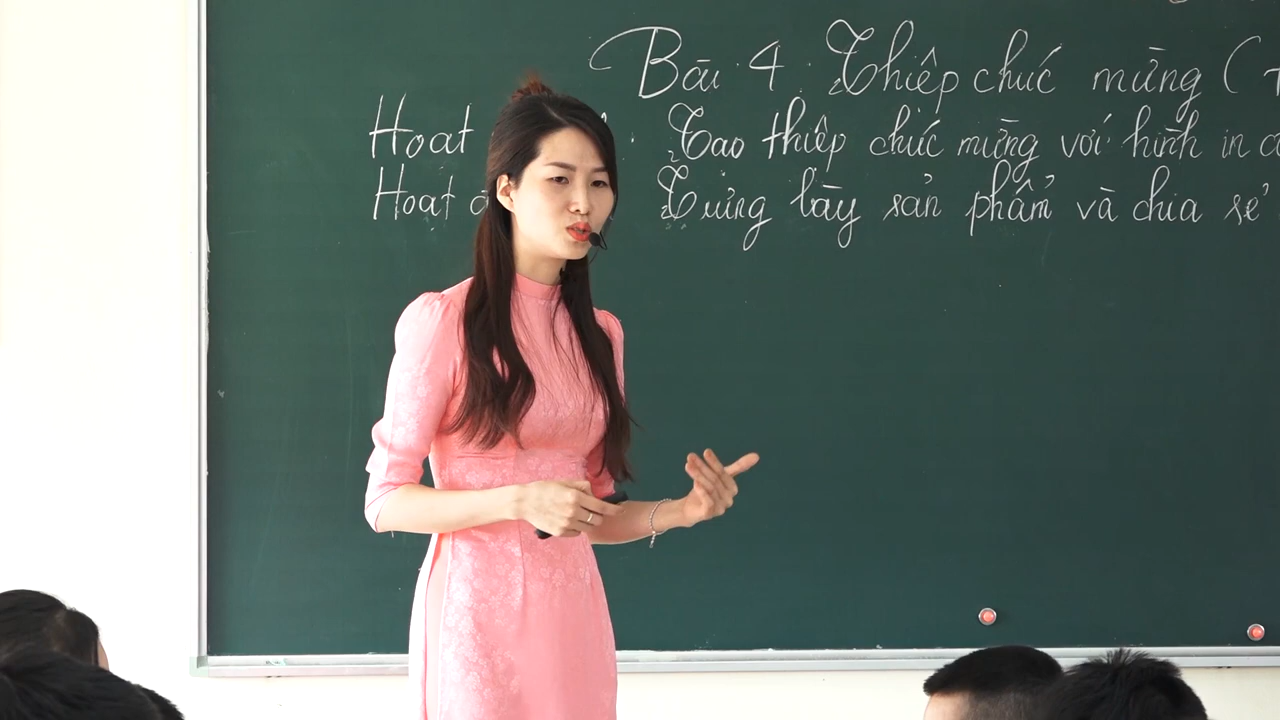 Bài 4: Thiệp chúc mừng (
Hoạt : Tạo thiệp chúc mừng với hình in
Hoạt : Trưng bày sản phẩm và chia sẻ